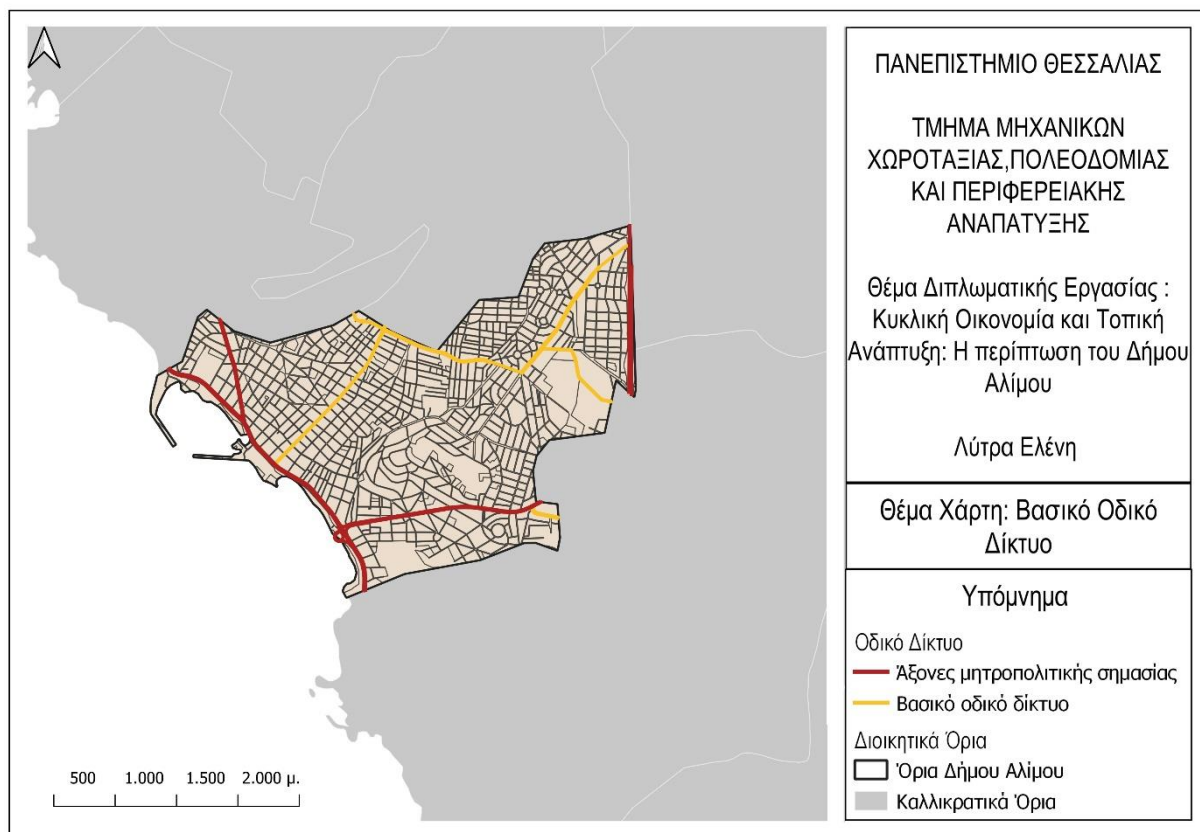 ΠΑΝΕΠΙΣΤΗΜΙΟ ΘΕΣΣΑΛΙΑΣ
ΤΜΗΜΑ ΜΗΧΑΝΙΚΩΝ
ΧΩΡΟΤΑΞΙΑΣ,ΠΟΛΕΟΔΟΜΙΑΣ
ΚΑΙ ΠΕΡΙΦΕΡΕΙΑΚΗΣ
ΑΝΑΠΑΤΥΞΗΣ
Θέμα Διπλωματικής Εργασίας :
Κυκλική Οικονομία και Τοπική
Ανάπτυξη: Η περίπτωση του Δήμου
Αλίμου
Λύτρα Ελένη
Θέμα Χάρτη: Βασικό Οδικό
Δίκτυο
Υπόμνημα
Οδικό Δίκτυο
Άξονες μητροπολιτικής σημασίας
Βασικό οδικό δίκτυο
Διοικητικά Όρια
Όρια Δήμου Αλίμου
Καλλικρατικά Όρια
500 1.000 1.500 2.000 μ.